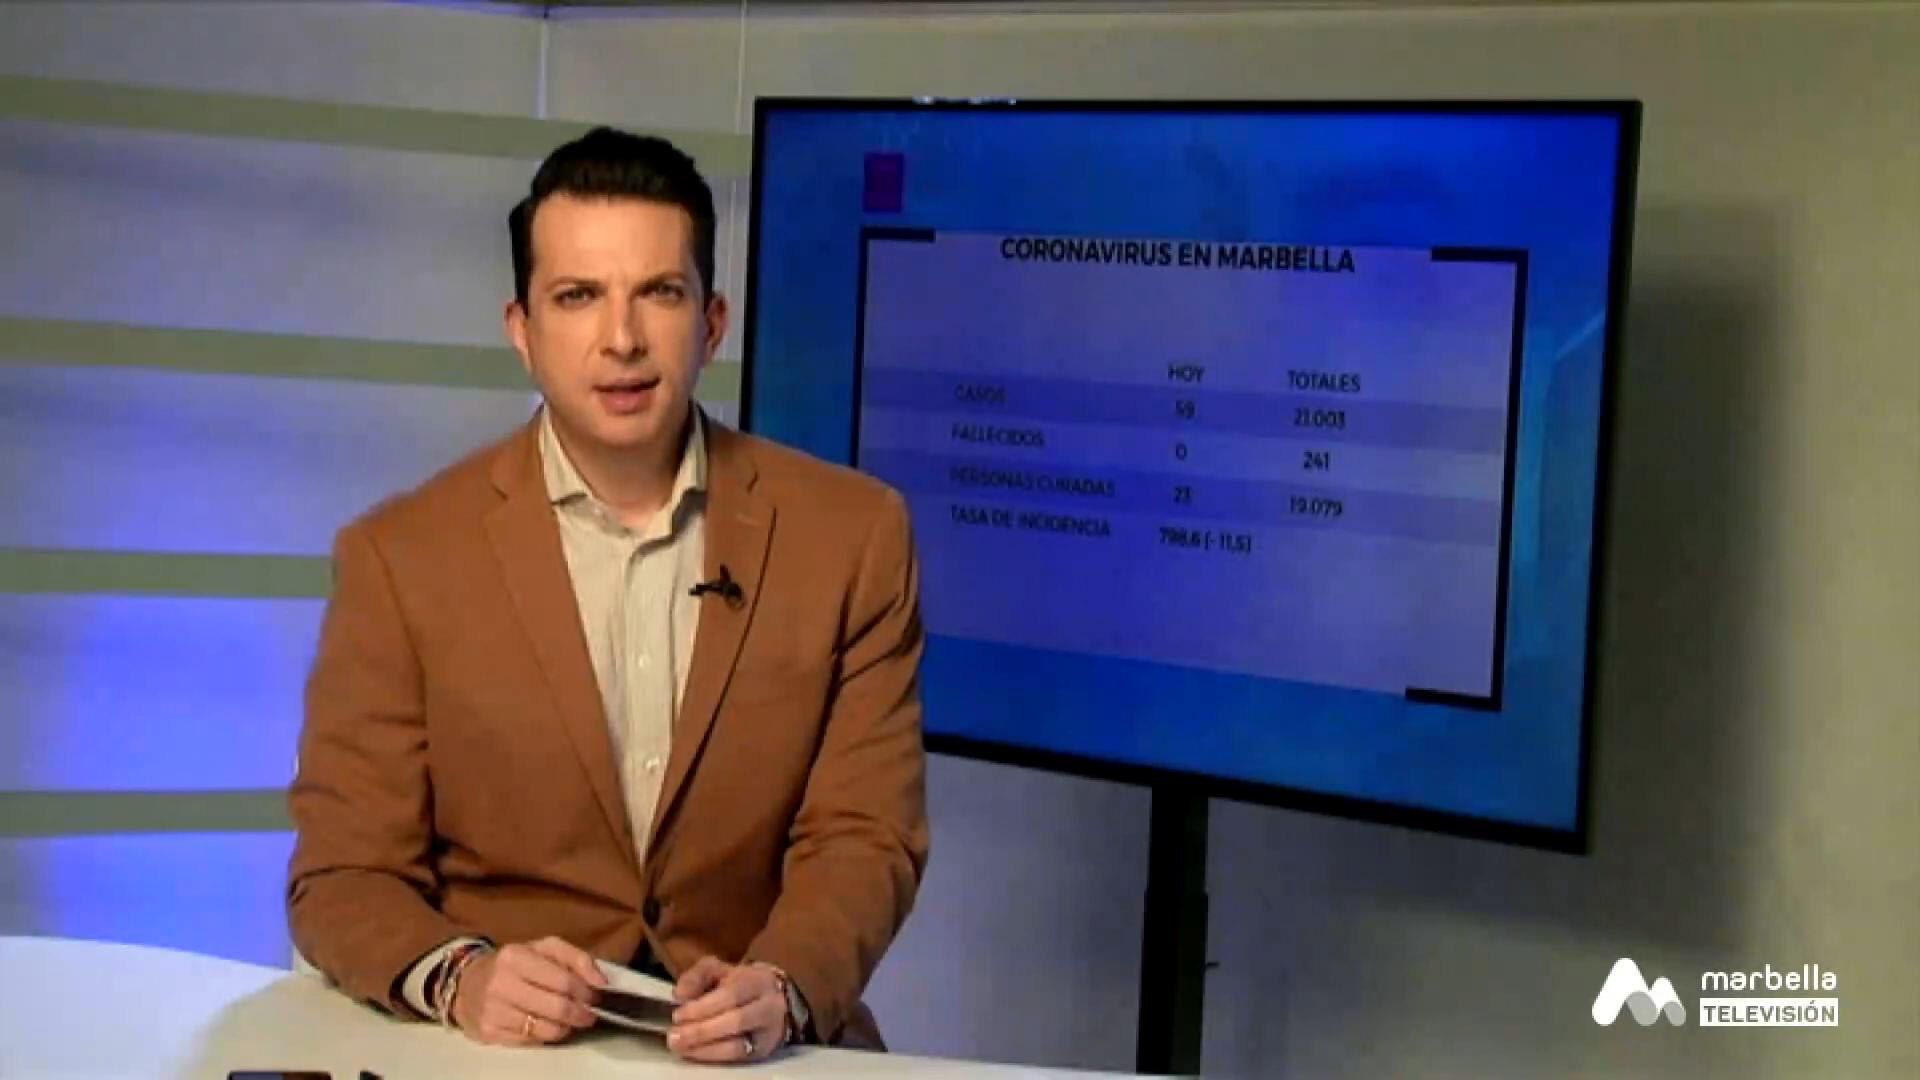 CORONAVIRUS EN MARBELLA
HOY TOTALES
CASOS 59 21.003
FALLECIDOS 0 241
PERSONAS CURADAS 23 19.079
TASA DE INCIDENCIA 798,6 (- 11,5)
marbella
TELEVISIÓN